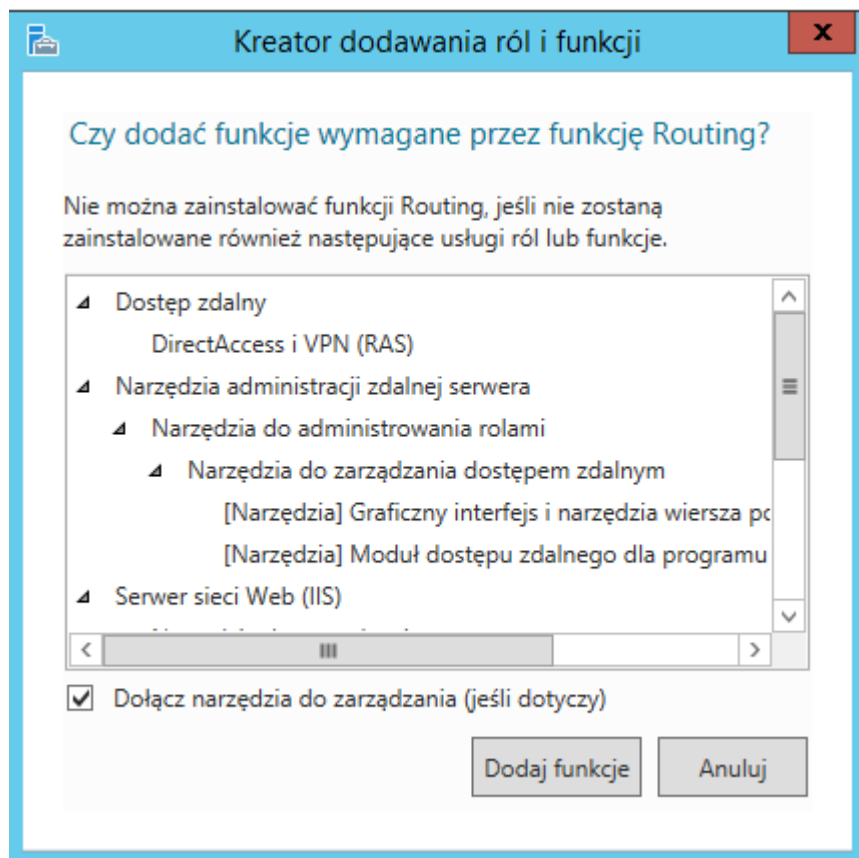 Kreator dodawania ról i funkcji
x
Czy dodać funkcje wymagane przez funkcję Routing?
Nie można zainstalować funkcji Routing, jeśli nie zostaną
zainstalowane również następujące usługi ról lub funkcje.
Dostęp zdalny
DirectAccess i VPN (RAS)
Narzędzia administracji zdalnej serwera
Narzędzia do administrowania rolami
Narzędzia do zarządzania dostępem zdalnym
[Narzędzia] Graficzny interfejs i narzędzia wiersza
[Narzędzia] Moduł dostępu zdalnego dla programu
Serwer sieci Web (IIS)
Dołącz narzędzia do zarządzania (jeśli dotyczy)
Dodaj funkcje
Anuluj